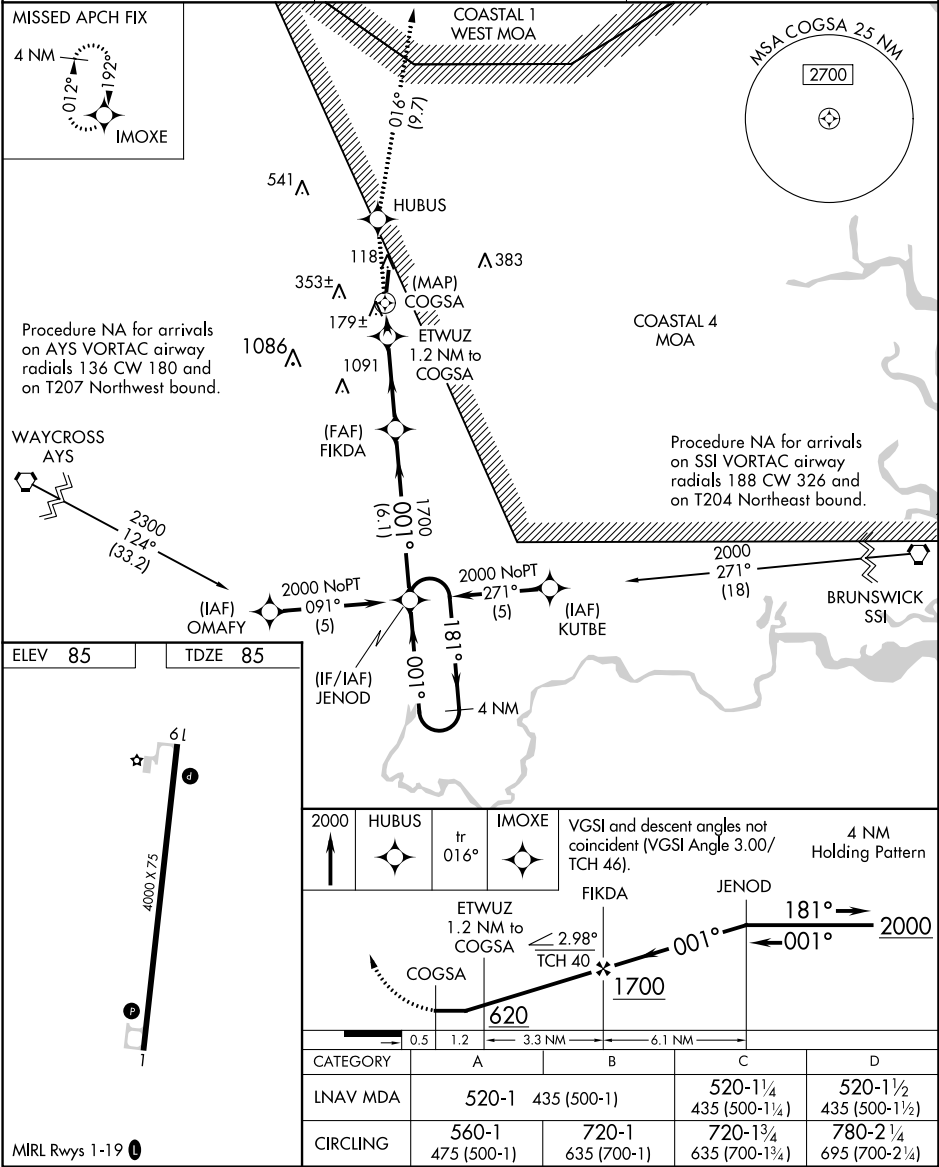 MISSED APCH FIX
4 NM
012°
192°
IMOXE
COASTAL 1
WEST MOA
MSA COGSA 25 NM
2700
016°
(9.7)
541
HUBUS
118
383
353±
(MAP)
COGSA
179±
ETWUZ
1.2 NM to
COGSA
1086
1091
COASTAL 4
MOA
Procedure NA for arrivals
on AYS VORTAC airway
radials 136 CW 180 and
on T207 Northwest bound.
(FAF)
FIKDA
WAYCROSS
AYS
Procedure NA for arrivals
on SSI VORTAC airway
radials 188 CW 326 and
on T204 Northeast bound.
2300
124°
(33.2)
1700
001°
(6.1)
2000
271°
(18)
BRUNSWICK
SSI
(IAF)
OMAFY
2000 NoPT
091°
(5)
2000 NoPT
271°
(5)
(IAF)
KUTBE
(IF/IAF)
JENOD
001°
181°
4 NM
ELEV 85
TDZE 85
19
P
4000 X 75
P
1
MIRL Rwys 1-19 L
2000
HUBUS
tr
016°
IMOXE
VGSI and descent angles not
coincident (VGSI Angle 3.00/
TCH 46).
4 NM
Holding Pattern
FIKDA
JENOD
ETWUZ
1.2 NM to
COGSA
2.98°
TCH 40
001°
181°
001°
2000
COGSA
1700
620
0.5 1.2 3.3 NM 6.1 NM
CATEGORY A B C D
LNAV MDA 520-1 435 (500-1) 520-1¼ 520-1½
435 (500-1¼) 435 (500-1½)
CIRCLING 560-1 720-1 720-1¾ 780-2¼
475 (500-1) 635 (700-1) 635 (700-1¾) 695 (700-2¼)